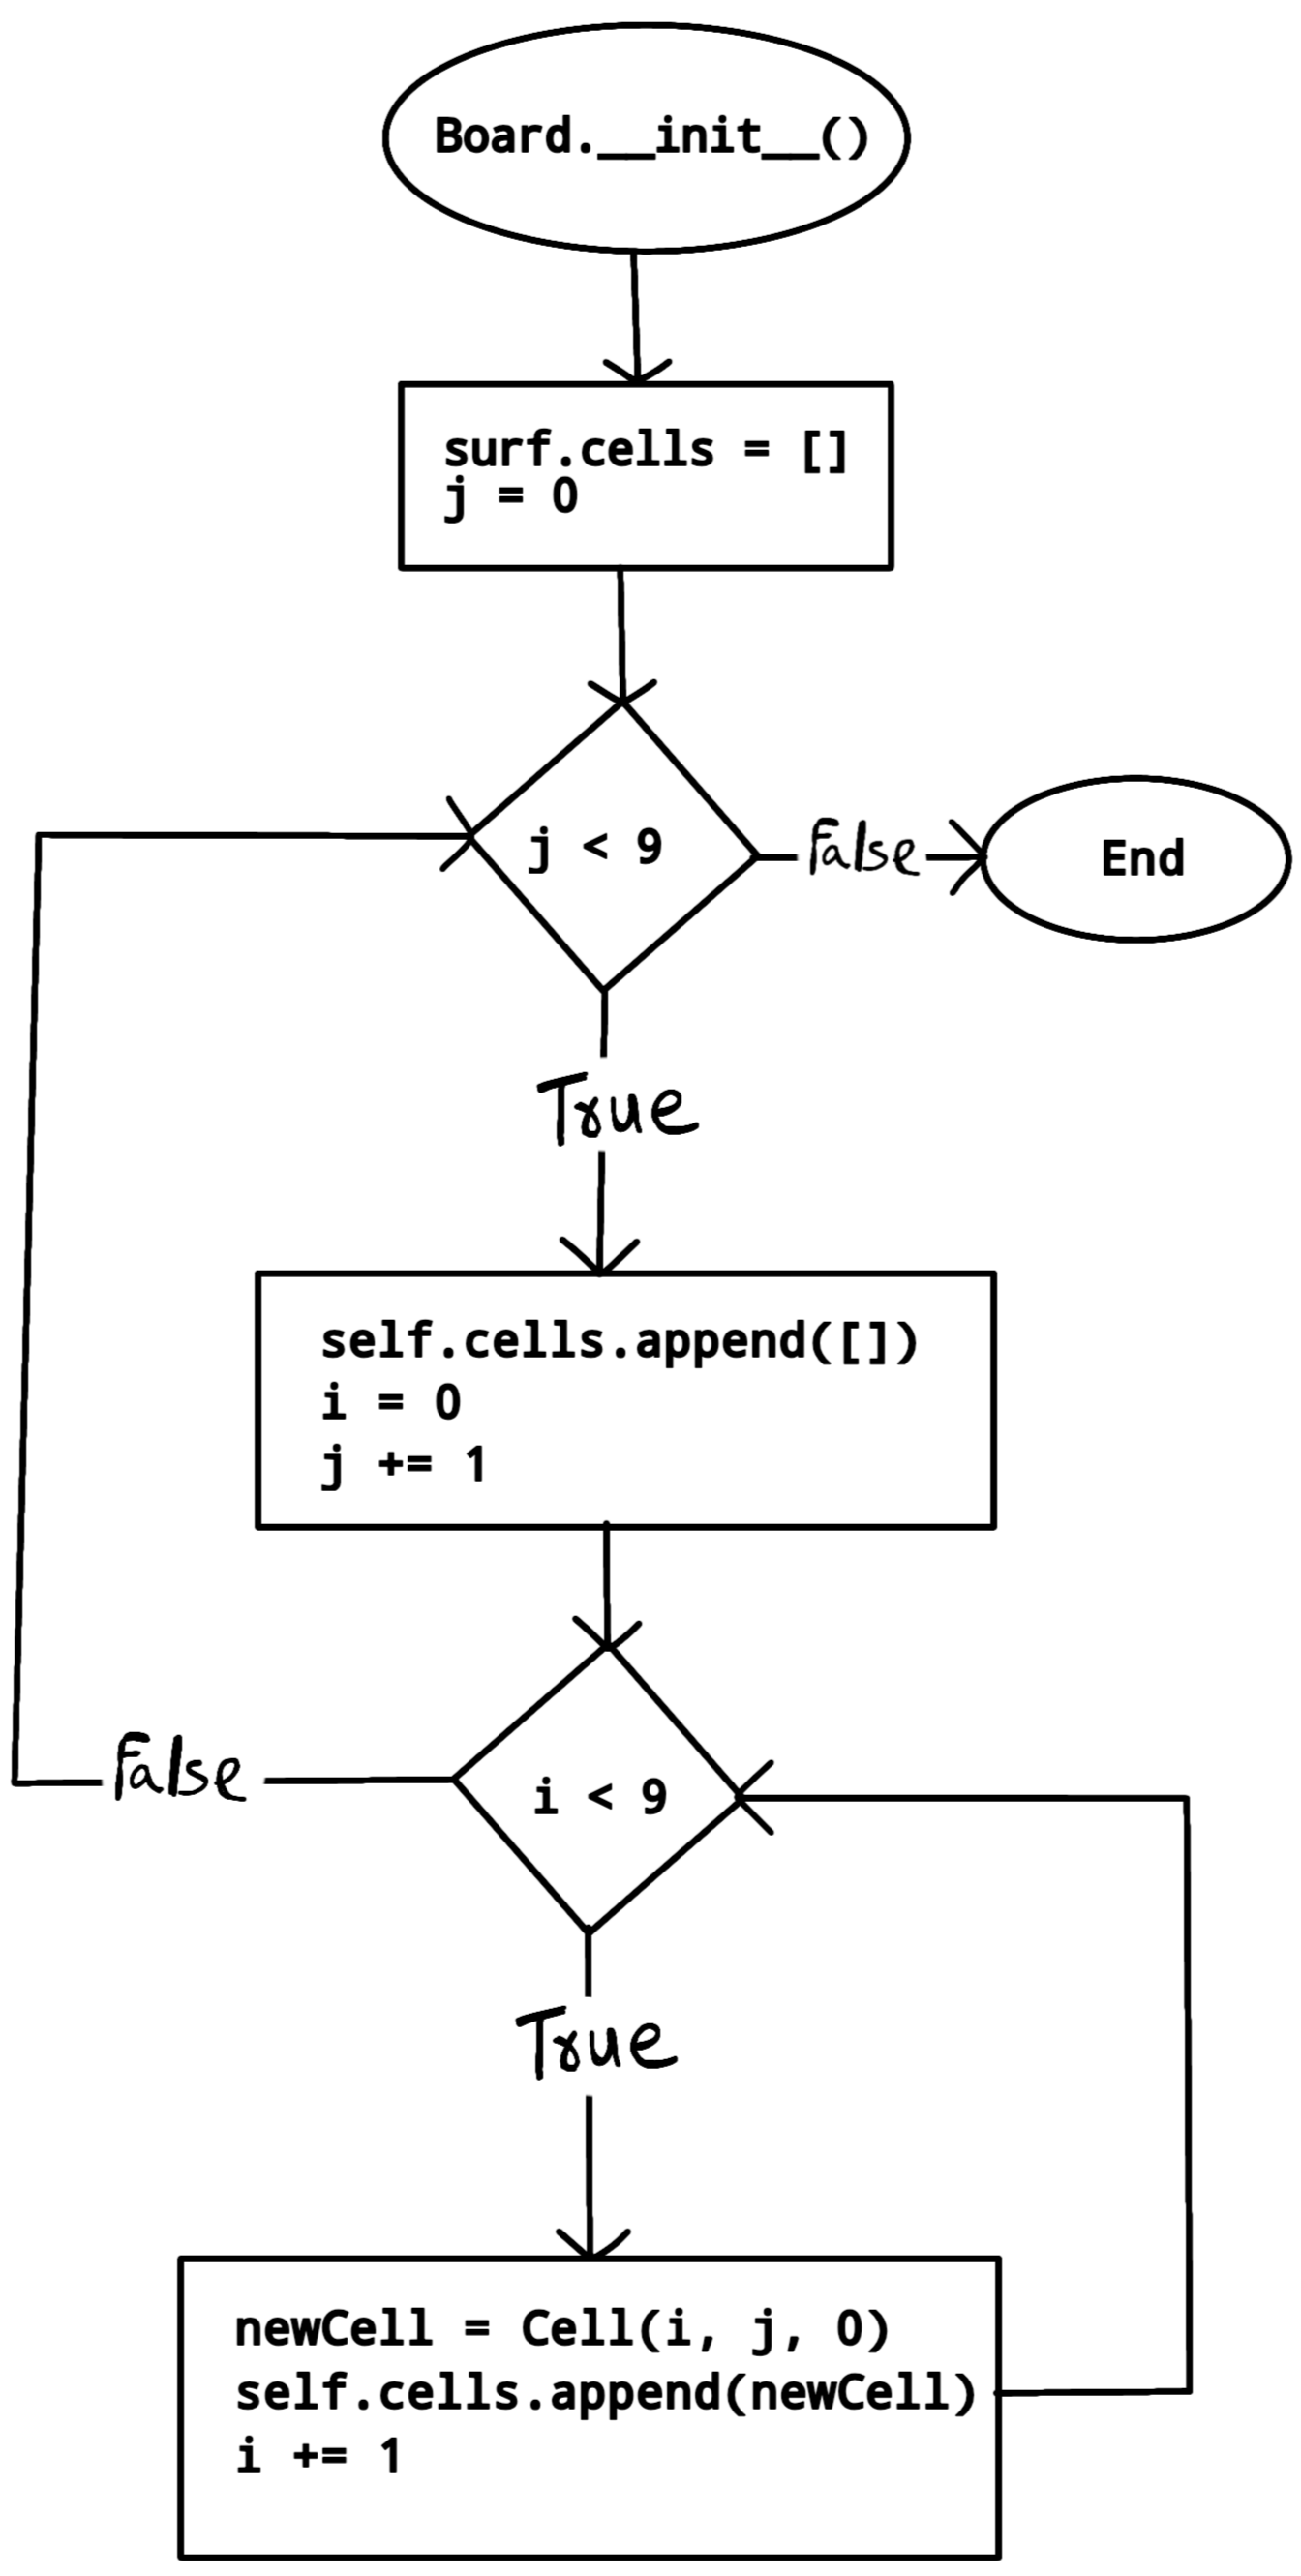 Board.__init__()
surf.cells = []
j = 0
j < 9
False
End
True
self.cells.append([])
i = 0
j += 1
i < 9
False
True
newCell = Cell(i, j, 0)
self.cells.append(newCell)
i += 1